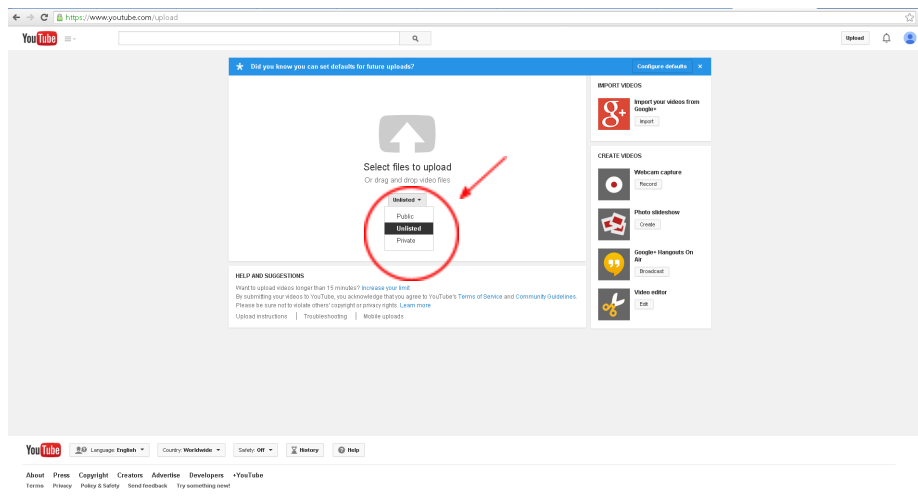 https://www.youtube.com/upload
YouTube
Upload
Did you know you can set defaults for future uploads?
Configure defaults ×
Select files to upload
Or drag and drop video files
Unlisted
Public
Unlisted
Private
IMPORT VIDEOS
Import your videos from
Google+
Import
CREATE VIDEOS
Webcam capture
Record
Photo slideshow
Create
Google+ Hangouts On
Air
Broadcast
Video editor
Edit
HELP AND SUGGESTIONS
Want to upload videos longer than 15 minutes? Increase your limit
By submitting your videos to YouTube, you acknowledge that you agree to YouTube's Terms of Service and Community Guidelines.
Please be sure not to violate others' copyright or privacy rights. Learn more
Upload instructions | Troubleshooting | Mobile uploads
YouTube Language: English Country: Worldwide Safety: Off History Help
About Press Copyright Creators Advertise Developers +YouTube
Terms Privacy Policy & Safety Send feedback Try something new!